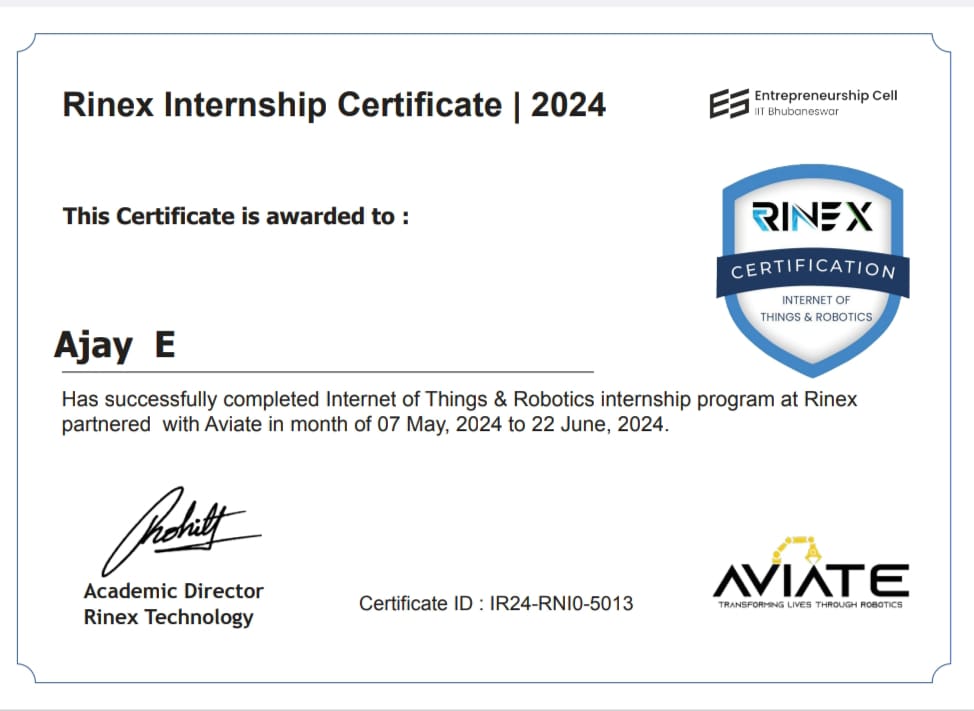 Rinex Internship Certificate | 2024
Entrepreneurship Cell
IIT Bhubaneswar
This Certificate is awarded to :
RINEX
CERTIFICATION
INTERNET OF
THINGS & ROBOTICS
Ajay E
Has successfully completed Internet of Things & Robotics internship program at Rinex
partnered with Aviate in month of 07 May, 2024 to 22 June, 2024.
Rohitt
Academic Director
Rinex Technology
Certificate ID : IR24-RNI0-5013
AVIATE
TRANSFORMING LIVES THROUGH ROBOTICS